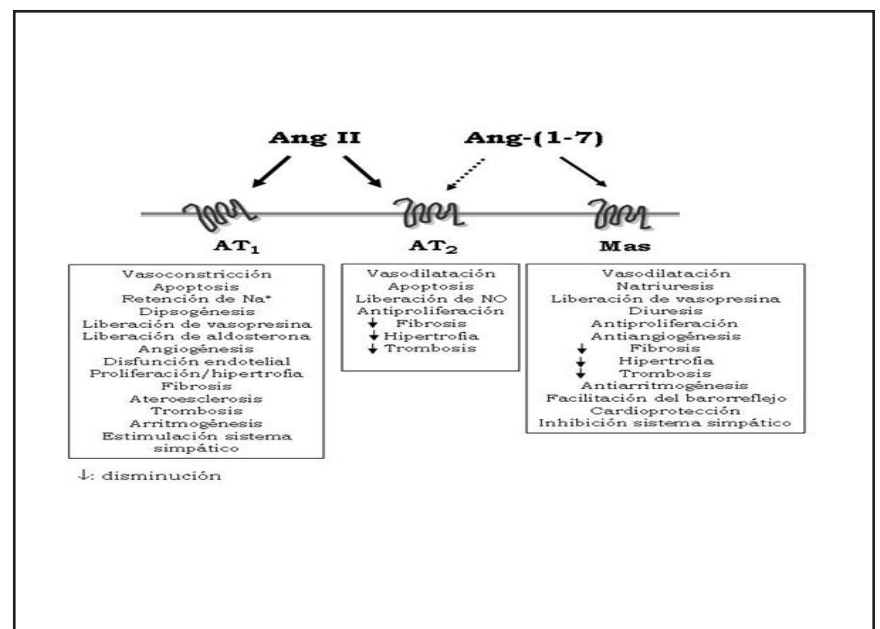 Ang II
Ang-(1-7)
AT₁
AT₂
Mas
Vasoconstricción
Apoptosis
Retención de Na⁺
Dipsogénesis
Liberación de vasopresina
Liberación de aldosterona
Angiogénesis
Disfunción endotelial
Proliferación/hipertrofia
Fibrosis
Ateroesclerosis
Trombosis
Arritmogénesis
Estimulación sistema
simpático
Vasodilatación
Apoptosis
Liberación de NO
Antiproliferación
↓ Fibrosis
↓ Hipertrofia
↓ Trombosis
Vasodilatación
Natriuresis
Liberación de vasopresina
Diuresis
Antiproliferación
Antiangiogénesis
↓ Fibrosis
↓ Hipertrofia
↓ Trombosis
Antiarritmogénesis
Facilitación del barorreflejo
Cardioprotección
Inhibición sistema simpático
↓: disminución